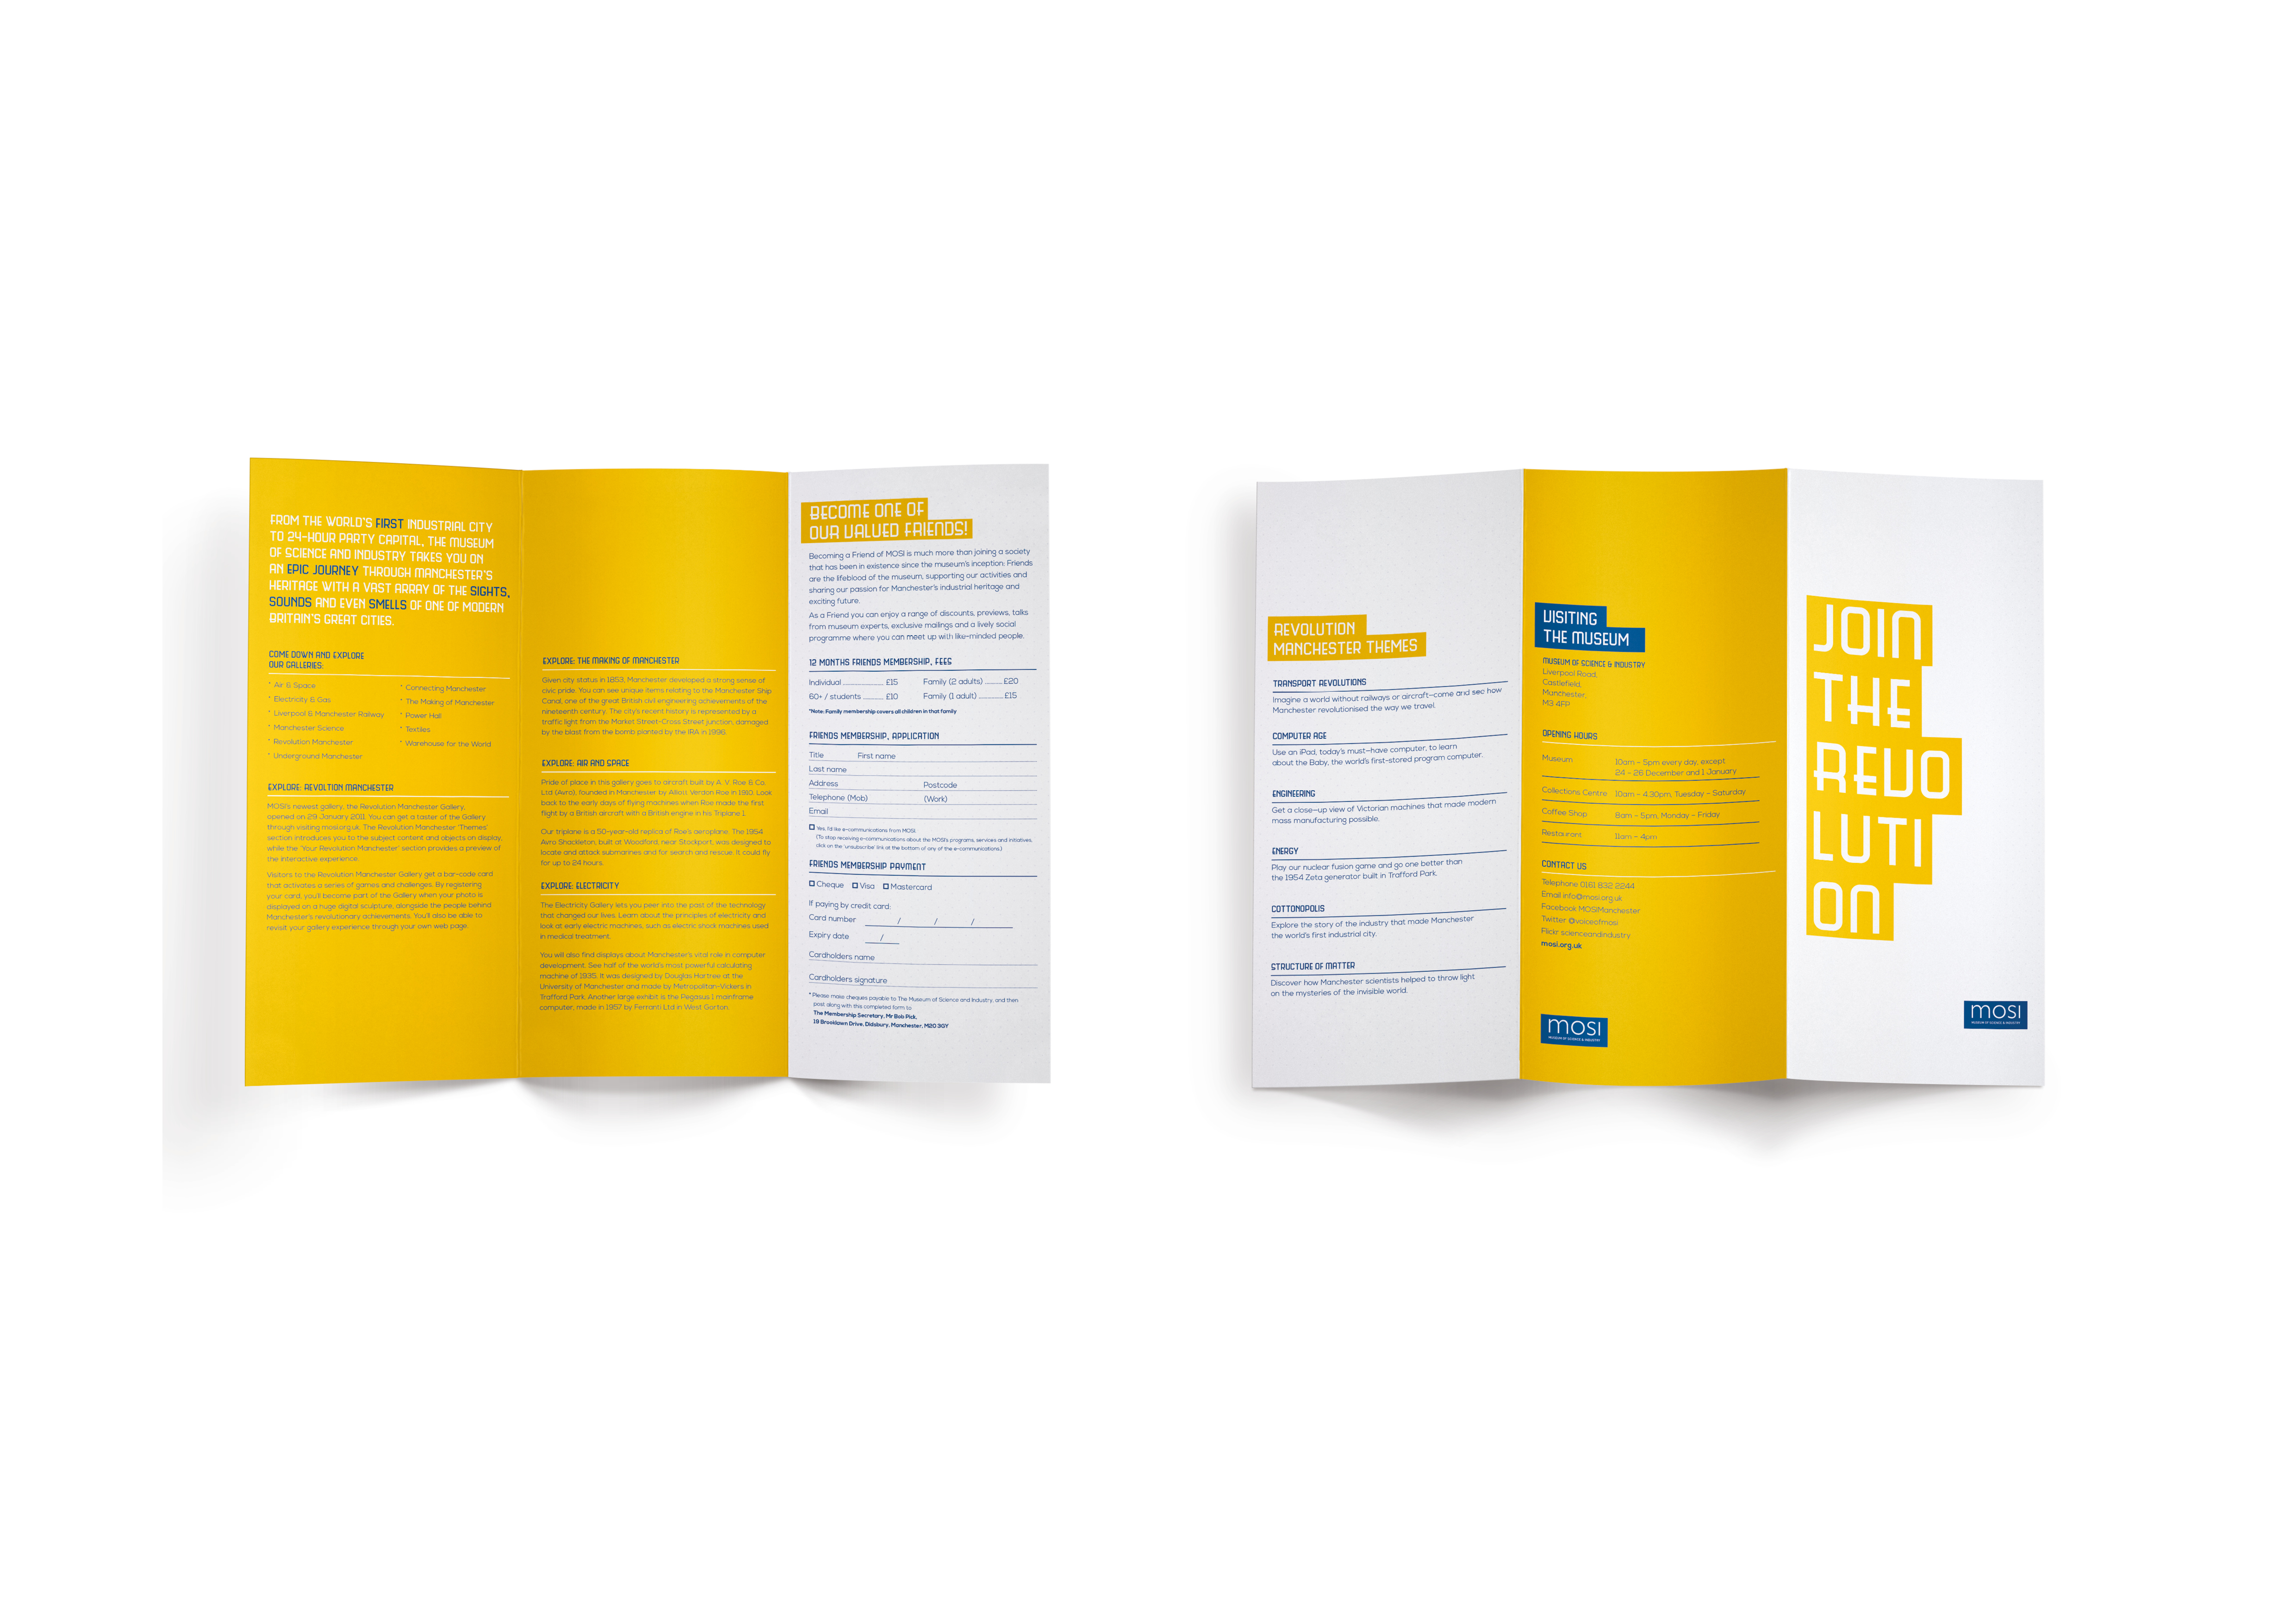 FROM THE WORLD'S FIRST INDUSTRIAL CITY
TO 24-HOUR PARTY CAPITAL, THE MUSEUM
OF SCIENCE AND INDUSTRY TAKES YOU ON
AN EPIC JOURNEY THROUGH MANCHESTER'S
HERITAGE WITH A VAST ARRAY OF THE SIGHTS,
SOUNDS AND EVEN SMELLS OF ONE OF MODERN
BRITAIN'S GREAT CITIES.
COME DOWN AND EXPLORE
OUR GALLERIES:
* Air & Space
* Electricity & Gas
* Liverpool & Manchester Railway
* Manchester Science
* Revolution Manchester
* Underground Manchester
* Connecting Manchester
* The Making of Manchester
* Power Hall
* Textiles
* Warehouse for the World
EXPLORE: REVOLTION MANCHESTER
MOSI's newest gallery, the Revolution Manchester Gallery,
opened on 29 January 2011. You can get a taster of the Gallery
through visiting mosi.org.uk. The Revolution Manchester 'Themes'
section introduces you to the subject content and objects on display,
while the 'Your Revolution Manchester' section provides a preview of
the interactive experience.
Visitors to the Revolution Manchester Gallery get a bar-code card
that activates a series of games and challenges. By registering
your card, you'll become part of the Gallery when your photo is
displayed on a huge digital sculpture, alongside the people behind
Manchester's revolutionary achievements. You'll also be able to
revisit your gallery experience through your own web page.
EXPLORE: THE MAKING OF MANCHESTER
Given city status in 1853, Manchester developed a strong sense of
civic pride. You can see unique items relating to the Manchester Ship
Canal, one of the great British civil engineering achievements of the
nineteenth century. The city's recent history is represented by a
traffic light from the Market Street-Cross Street junction, damaged
by the blast from the bomb planted by the IRA in 1996.
EXPLORE: AIR AND SPACE
Pride of place in this gallery goes to aircraft built by A. V. Roe & Co
Ltd (Avro), founded in Manchester by Alliott Verdon Roe in 1910. Look
back to the early days of flying machines when Roe made the first
flight by a British aircraft with a British engine in his Triplane 1.
Our triplane is a 50-year-old replica of Roe's aeroplane. The 1954
Avro Shackleton, built at Woodford, near Stockport, was designed to
locate and attack submarines and for search and rescue. It could fly
for up to 24 hours.
EXPLORE: ELECTRICITY
The Electricity Gallery lets you peer into the past of the technology
that changed our lives. Learn about the principles of electricity and
look at early electric machines, such as electric shock machines used
in medical treatment.
You will also find displays about Manchester's vital role in computer
development. See half of the world's most powerful calculating
machine of 1935. It was designed by Douglas Hartree at the
University of Manchester and made by Metropolitan-Vickers in
Trafford Park. Another large exhibit is the Pegasus 1 mainframe
computer, made in 1957 by Ferranti Ltd in West Gorton.
BECOME ONE OF
OUR VALUED FRIENDS!
Becoming a Friend of MOSI is much more than joining a society
that has been in existence since the museum's inception: Friends
are the lifeblood of the museum, supporting our activities and
sharing our passion for Manchester's industrial heritage and
exciting future.
As a Friend you can enjoy a range of discounts, previews, talks
from museum experts, exclusive mailings and a lively social
programme where you can meet up with like-minded people.
12 MONTHS FRIENDS MEMBERSHIP, FEES
Individual ........ £15 Family (2 adults) ........ £20
60+ / students ........ £10 Family (1 adult) ........ £15
*Note: Family membership covers all children in that family
FRIENDS MEMBERSHIP, APPLICATION
Title First name
Last name
Address Postcode
Telephone (Mob) (Work)
Email
Yes, I'd like e-communications from MOSI.
(To stop receiving e-communications about the MOSI's programs, services and initiatives,
click on the 'unsubscribe' link at the bottom of any of the e-communications.)
FRIENDS MEMBERSHIP PAYMENT
Cheque Visa Mastercard
If paying by credit card:
Card number / / /
Expiry date /
Cardholders name
Cardholders signature
* Please make cheques payable to The Museum of Science and Industry, and then
post along with this completed form to
The Membership Secretary, Mr Bob Pick,
19 Brooklawn Drive, Didsbury, Manchester, M20 3GY
REVOLUTION
MANCHESTER THEMES
TRANSPORT REVOLUTIONS
Imagine a world without railways or aircraft–come and see how
Manchester revolutionised the way we travel.
COMPUTER AGE
Use an iPad, today's must-have computer, to learn
about the Baby, the world's first-stored program computer.
ENGINEERING
Get a close-up view of Victorian machines that made modern
mass manufacturing possible.
ENERGY
Play our nuclear fusion game and go one better than
the 1954 Zeta generator built in Trafford Park.
COTTONOPOLIS
Explore the story of the industry that made Manchester
the world's first industrial city.
STRUCTURE OF MATTER
Discover how Manchester scientists helped to throw light
on the mysteries of the invisible world.
VISITING
THE MUSEUM
MUSEUM OF SCIENCE & INDUSTRY
Liverpool Road,
Castlefield,
Manchester,
M3 4FP
OPENING HOURS
Museum 10am – 5pm every day, except
24 – 26 December and 1 January
Collections Centre 10am – 4.30pm, Tuesday – Saturday
Coffee Shop 8am – 5pm, Monday – Friday
Restaurant 11am – 4pm
CONTACT US
Telephone 0161 832 2244
Email info@mosi.org.uk
Facebook MOSIManchester
Twitter @voiceofmosi
Flickr scienceandindustry
mosi.org.uk
mosi
MUSEUM OF SCIENCE & INDUSTRY
JOIN
THE
REVO
LUTI
ON
mosi
MUSEUM OF SCIENCE & INDUSTRY